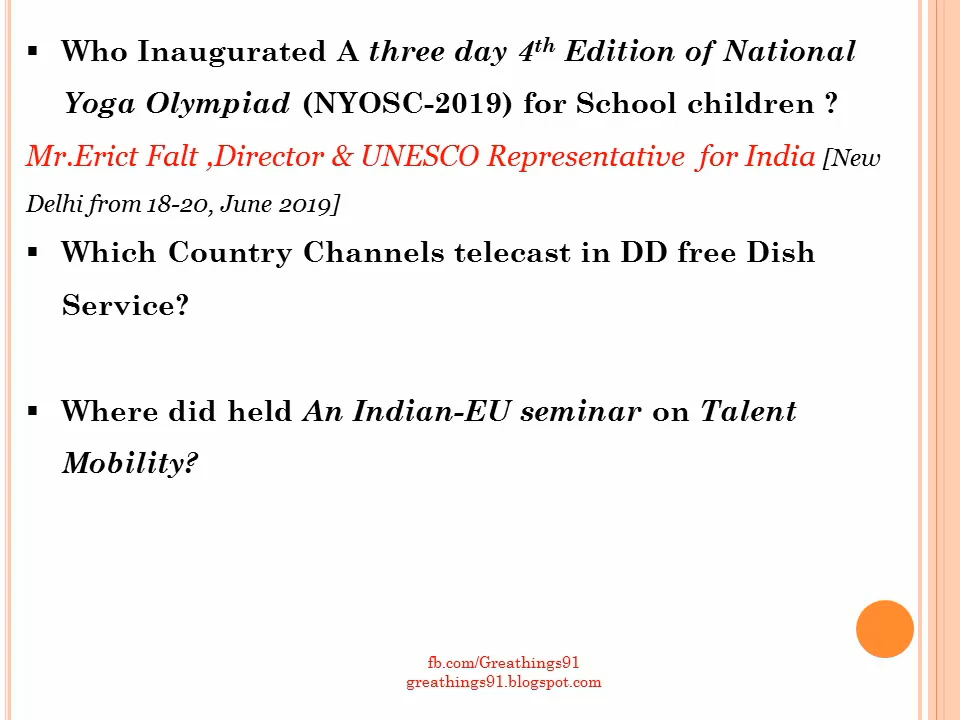 ▪ Who Inaugurated A three day 4th Edition of National
Yoga Olympiad (NYOSC-2019) for School children ?
Mr.Erict Falt ,Director & UNESCO Representative for India [New
Delhi from 18-20, June 2019]
▪ Which Country Channels telecast in DD free Dish
Service?
▪ Where did held An Indian-EU seminar on Talent
Mobility?
fb.com/Greathings91
greathings91.blogspot.com